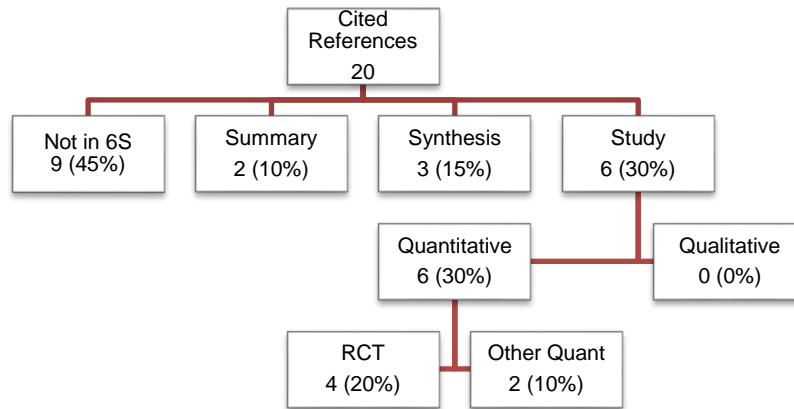 Cited
References
20
Not in 6S
9 (45%)
Summary
2 (10%)
Synthesis
3 (15%)
Study
6 (30%)
Quantitative
6 (30%)
Qualitative
0 (0%)
RCT
4 (20%)
Other Quant
2 (10%)